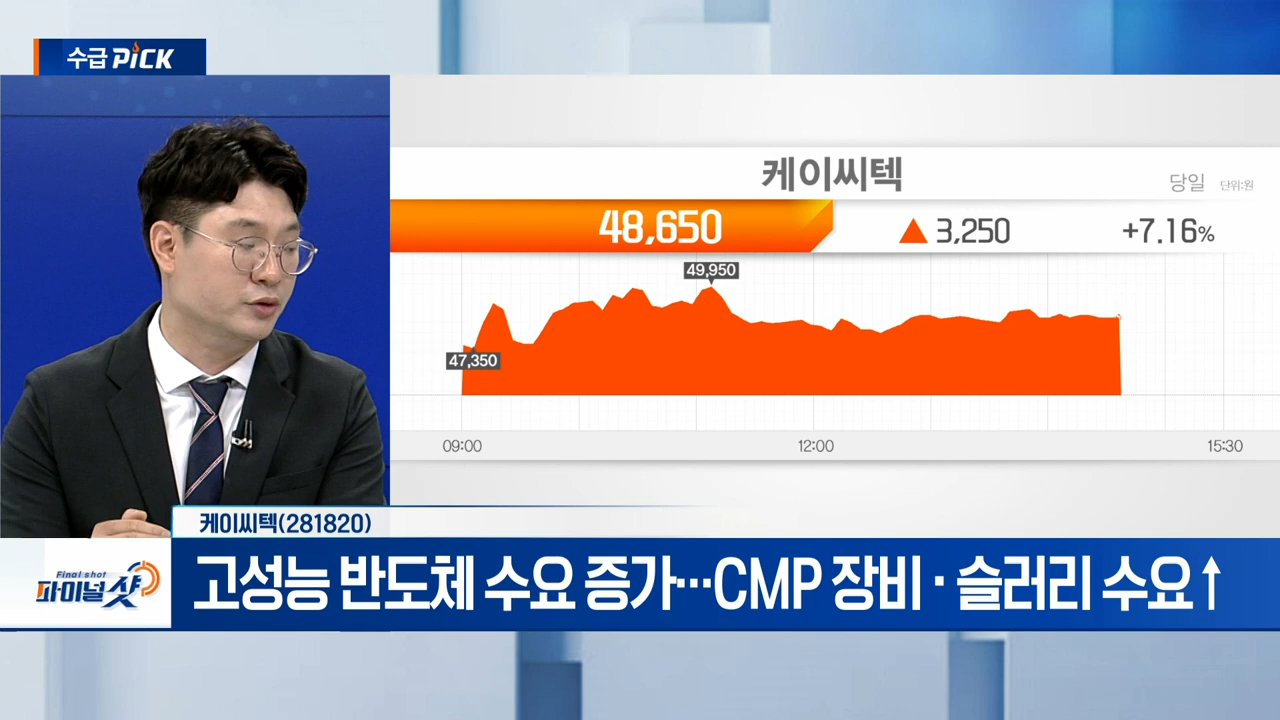 수급 PiCK
케이씨텍
당일 단위:원
48,650 ▲ 3,250 +7.16%
49,950
47,350
09:00 12:00 15:30
케이씨텍(281820)
Final shot
파이널샷
고성능 반도체 수요 증가…CMP 장비·슬러리 수요↑